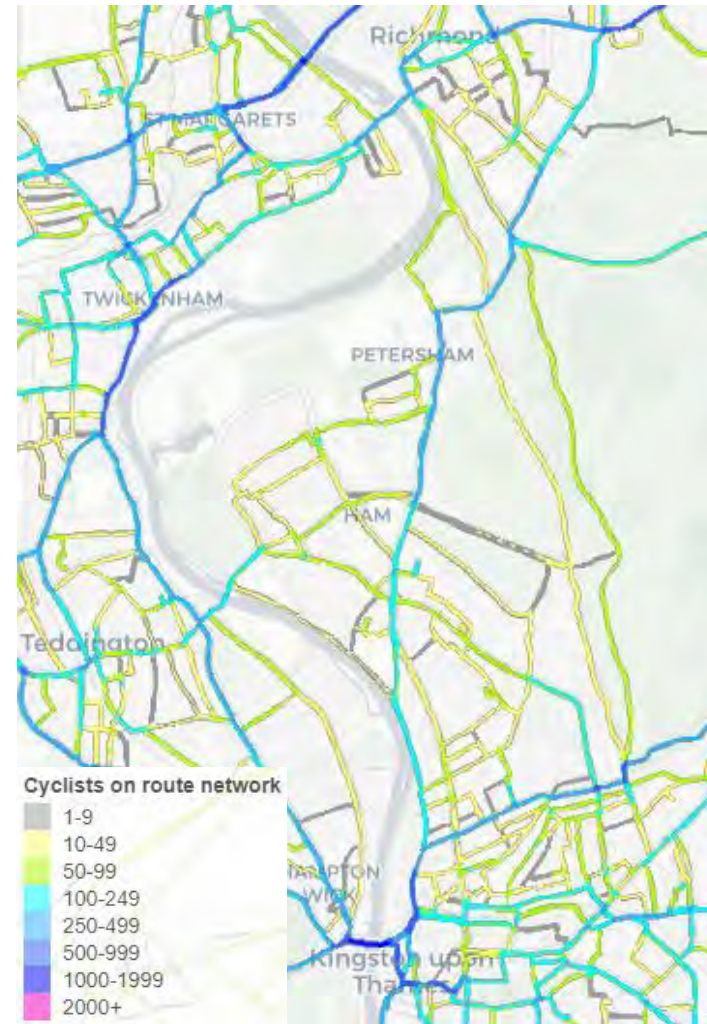 Richmond
ST MARGARETS
TWICKENHAM
PETERSHAM
HAM
Teddington
Cyclists on route network
1-9
10-49
50-99
100-249
250-499
500-999
1000-1999
2000+
HAMPTON
WICK
Kingston upon
Thames